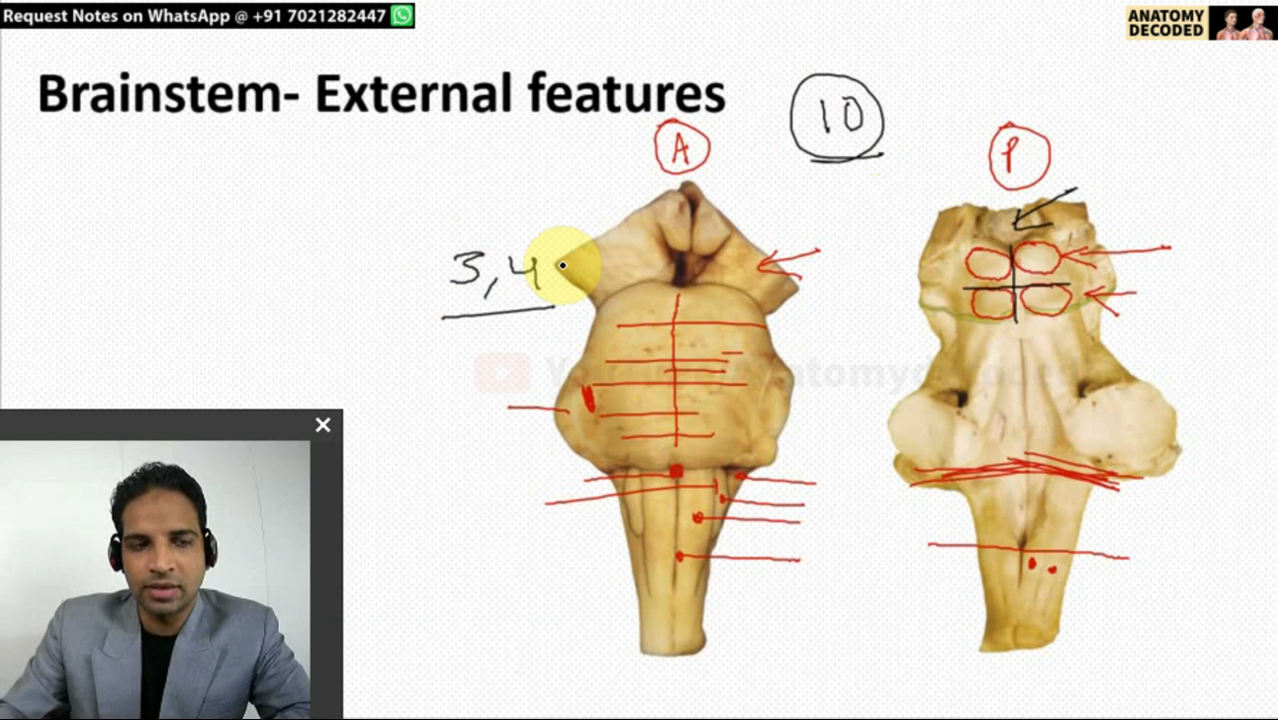 Request Notes on WhatsApp @ +91 7021282447
ANATOMY
DECODED
Brainstem- External features
10
A
P
3,4